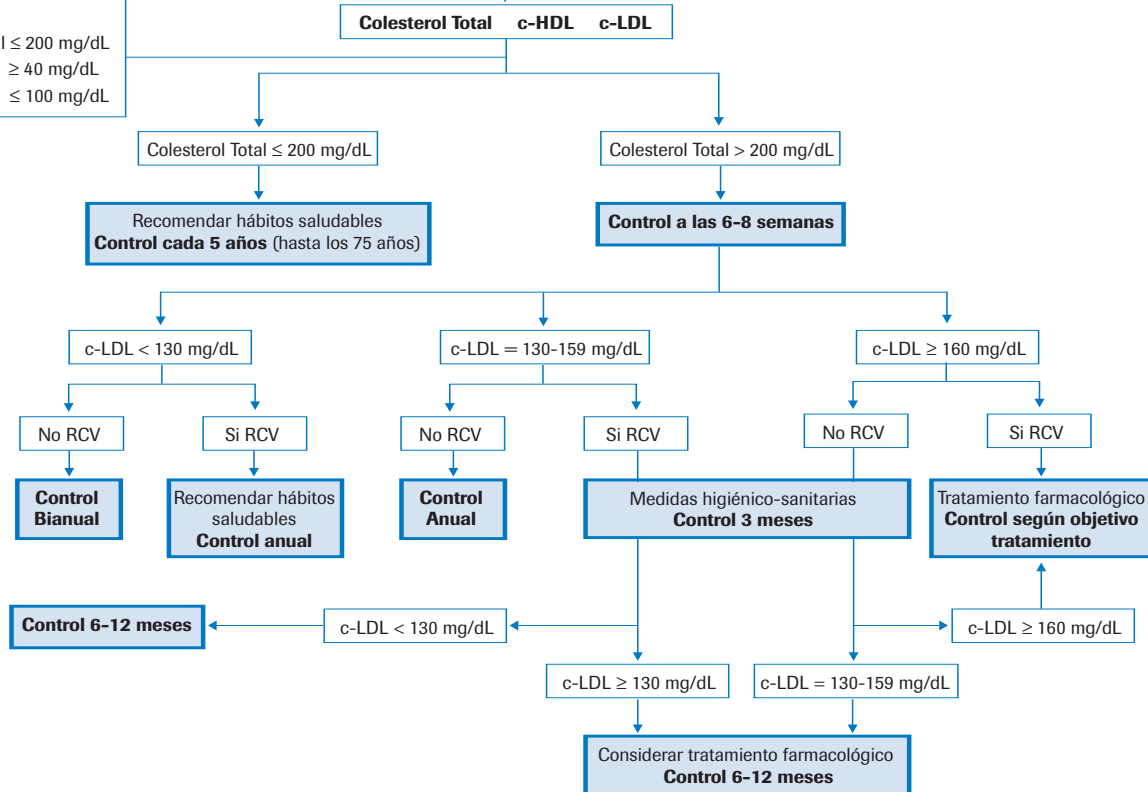 Colesterol Total c-HDL c-LDL
≤ 200 mg/dL
≥ 40 mg/dL
≤ 100 mg/dL
Colesterol Total ≤ 200 mg/dL
Colesterol Total > 200 mg/dL
Recomendar hábitos saludables
Control cada 5 años (hasta los 75 años)
Control a las 6-8 semanas
c-LDL < 130 mg/dL
c-LDL = 130-159 mg/dL
c-LDL ≥ 160 mg/dL
No RCV
Si RCV
No RCV
Si RCV
No RCV
Si RCV
Control
Bianual
Recomendar hábitos
saludables
Control anual
Control
Anual
Medidas higiénico-sanitarias
Control 3 meses
Tratamiento farmacológico
Control según objetivo
tratamiento
Control 6-12 meses
c-LDL < 130 mg/dL
c-LDL ≥ 160 mg/dL
c-LDL ≥ 130 mg/dL
c-LDL = 130-159 mg/dL
Considerar tratamiento farmacológico
Control 6-12 meses